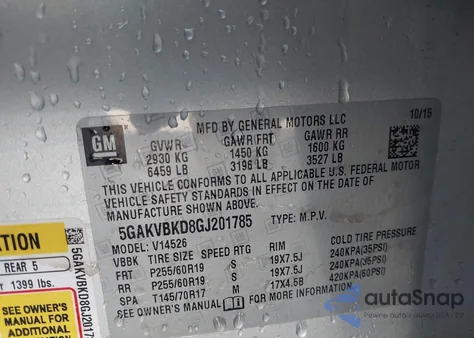 MFD BY GENERAL MOTORS LLC 10/15
GM
GVWR GAWR FRT GAWR RR
2930 KG 1450 KG 1600 KG
6459 LB 3196 LB 3527 LB
THIS VEHICLE CONFORMS TO ALL APPLICABLE U.S. FEDERAL MOTOR
VEHICLE SAFETY STANDARDS IN EFFECT ON THE DATE OF
MANUFACTURE SHOWN ABOVE.
5GAKVBKD8GJ201785 TYPE: M.P.V.
MODEL: V14526
VBBK TIRE SIZE SPEED RTG RIM COLD TIRE PRESSURE
FRT P255/60R19 S 19X7.5J 240KPA(35PSI)
RR P255/60R19 S 19X7.5J 240KPA(35PSI)
SPA T145/70R17 M 17X4.5B 420KPA(60PSI)
SEE OWNER'S MANUAL FOR MORE INFORMATION.
ATION
REAR 5
1399 lbs.
SEE OWNER'S
MANUAL FOR
ADDITIONAL
5GAKVBKD8GJ2017
autoSnap